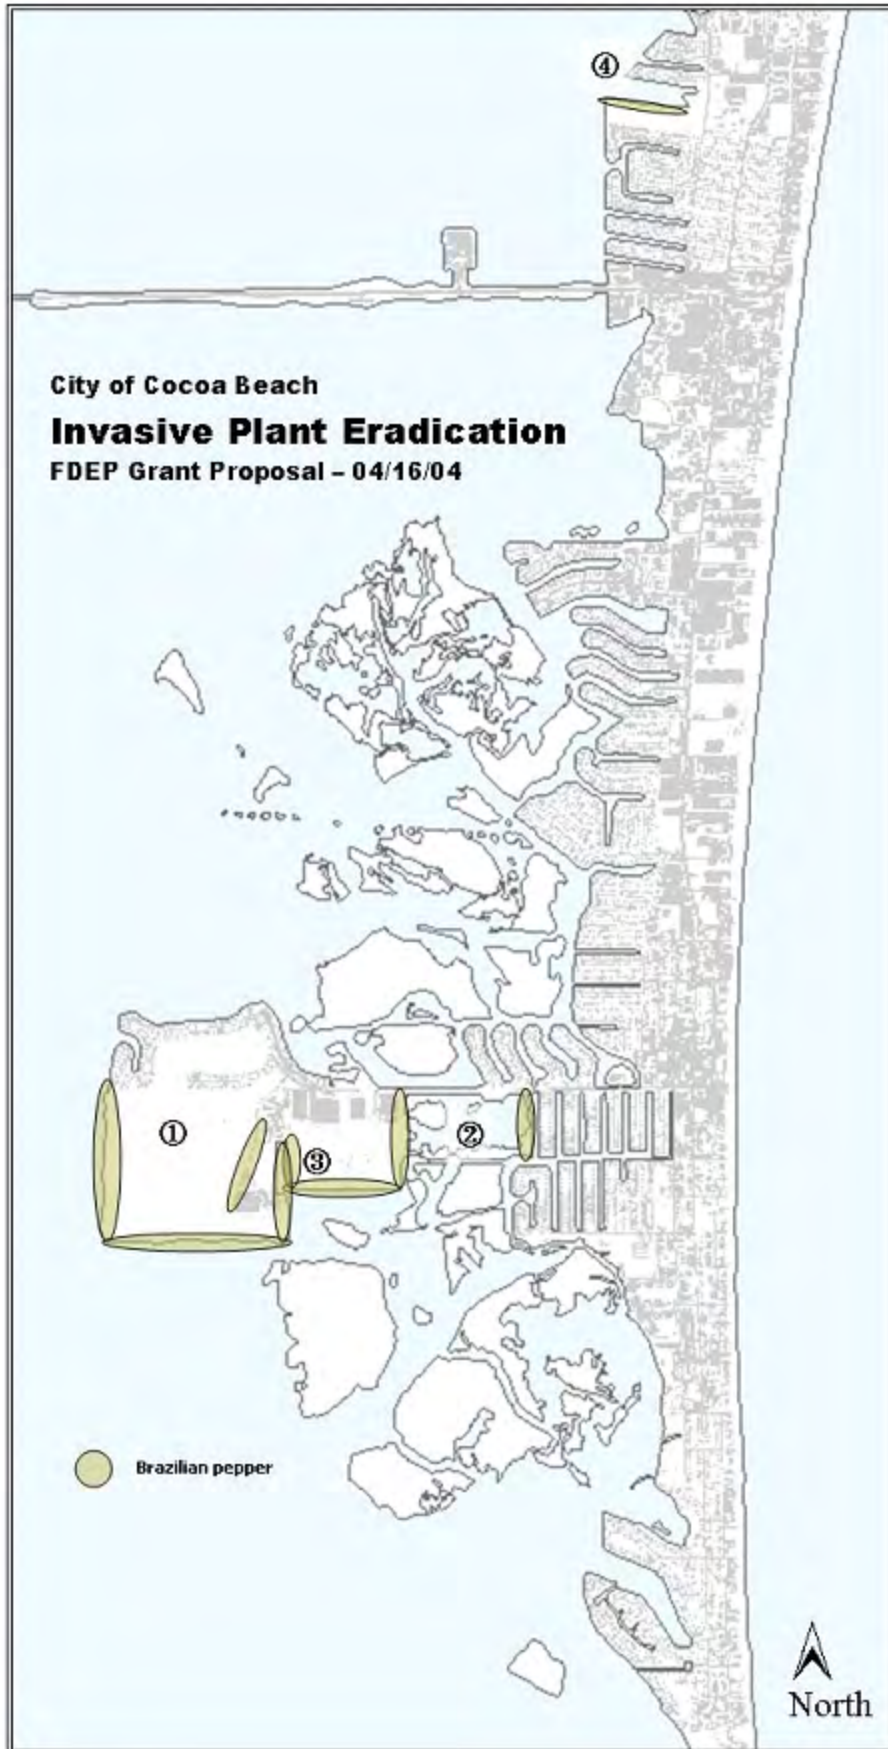 ④
City of Cocoa Beach
Invasive Plant Eradication
FDEP Grant Proposal – 04/16/04
①
②
③
Brazilian pepper
North